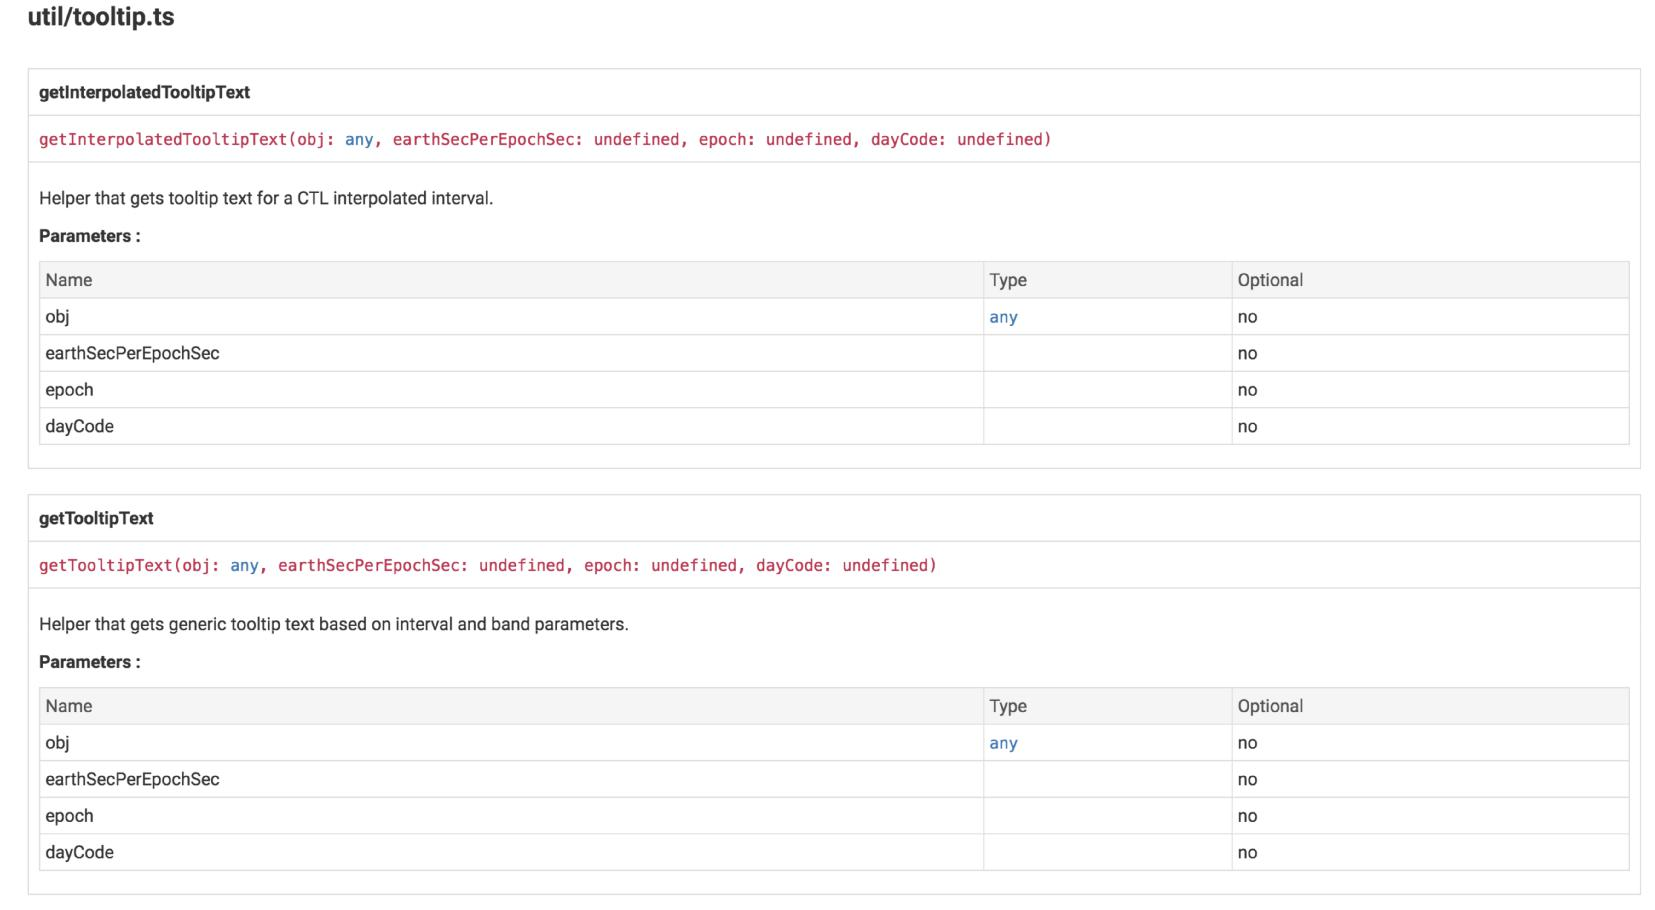 util/tooltip.ts
getInterpolatedTooltipText
getInterpolatedTooltipText(obj: any, earthSecPerEpochSec: undefined, epoch: undefined, dayCode: undefined)
Helper that gets tooltip text for a CTL interpolated interval.
Parameters :
Name Type Optional
obj any no
earthSecPerEpochSec no
epoch no
dayCode no
getTooltipText
getTooltipText(obj: any, earthSecPerEpochSec: undefined, epoch: undefined, dayCode: undefined)
Helper that gets generic tooltip text based on interval and band parameters.
Parameters :
Name Type Optional
obj any no
earthSecPerEpochSec no
epoch no
dayCode no